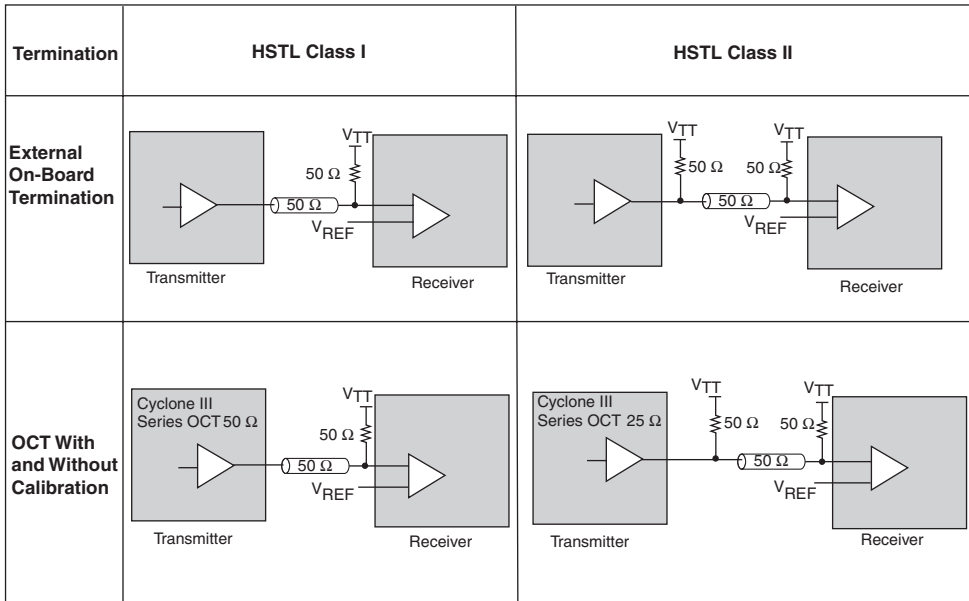 Termination
HSTL Class I
HSTL Class II
External
On-Board
Termination
VTT
50 Ω
50 Ω
VREF
Transmitter
Receiver
VTT
50 Ω
VTT
50 Ω
50 Ω
VREF
Transmitter
Receiver
OCT With
and Without
Calibration
Cyclone III
Series OCT 50 Ω
VTT
50 Ω
50 Ω
VREF
Transmitter
Receiver
Cyclone III
Series OCT 25 Ω
VTT
50 Ω
VTT
50 Ω
50 Ω
VREF
Transmitter
Receiver